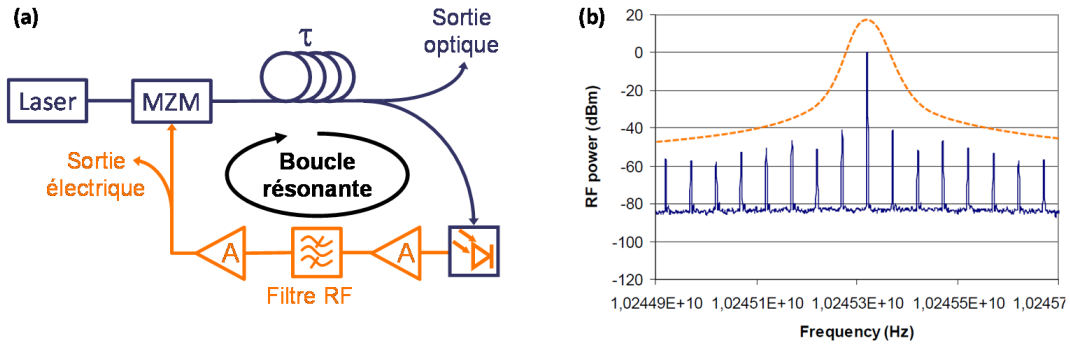 (a)
Sortie
optique
τ
Laser
MZM
Boucle
résonante
Sortie
électrique
A
A
Filtre RF
(b)
RF power (dBm)
20
0
-20
-40
-60
-80
-100
-120
1,02449E+10 1,02451E+10 1,02453E+10 1,02455E+10 1,02457
Frequency (Hz)